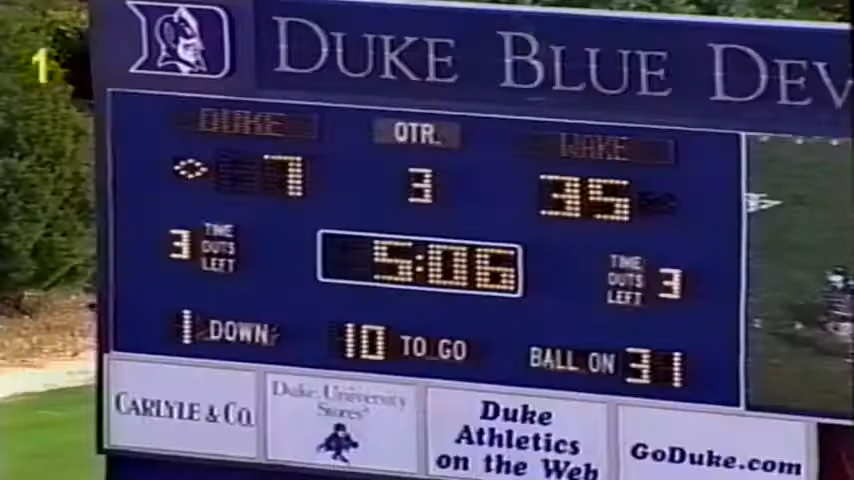 1
DUKE BLUE DEV
DUKE QTR. WAKE
7 3 35
3 TIME OUTS LEFT 5:06 TIME OUTS LEFT 3
1 DOWN 10 TO GO BALL ON 31
CARLYLE & CO.
Duke University
Stores
Duke
Athletics
on the Web
GoDuke.com